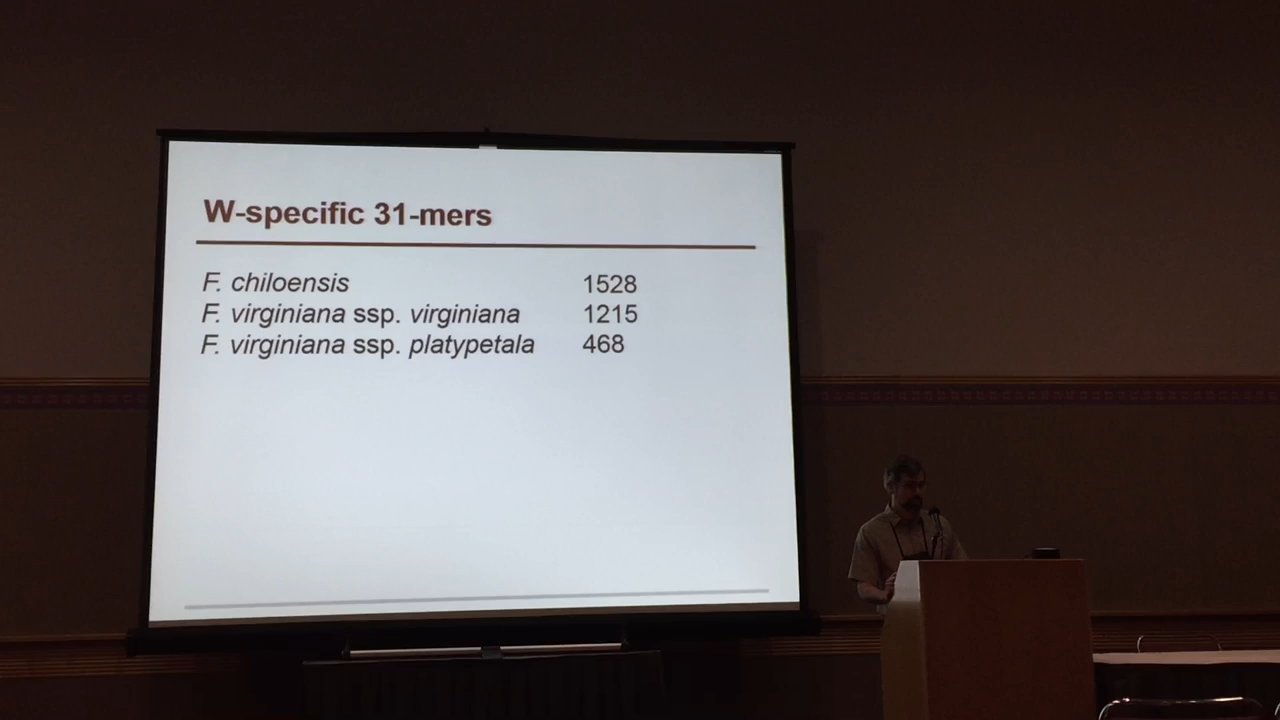 W-specific 31-mers
F. chiloensis 1528
F. virginiana ssp. virginiana 1215
F. virginiana ssp. platypetala 468